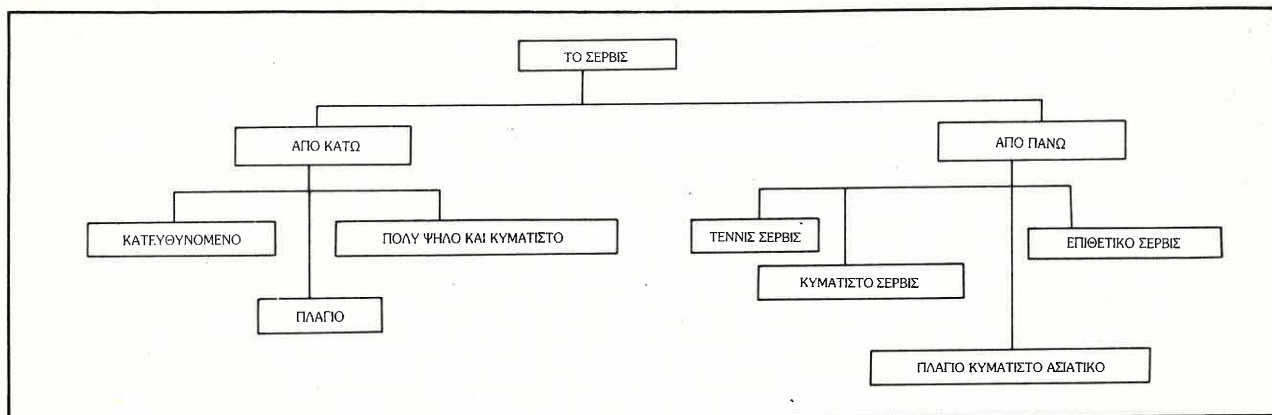 ΤΟ ΣΕΡΒΙΣ
ΑΠΟ ΚΑΤΩ
ΑΠΟ ΠΑΝΩ
ΚΑΤΕΥΘΥΝΟΜΕΝΟ
ΠΟΛΥ ΨΗΛΟ ΚΑΙ ΚΥΜΑΤΙΣΤΟ
ΤΕΝΝΙΣ ΣΕΡΒΙΣ
ΕΠΙΘΕΤΙΚΟ ΣΕΡΒΙΣ
ΚΥΜΑΤΙΣΤΟ ΣΕΡΒΙΣ
ΠΛΑΓΙΟ
ΠΛΑΓΙΟ ΚΥΜΑΤΙΣΤΟ ΑΣΙΑΤΙΚΟ